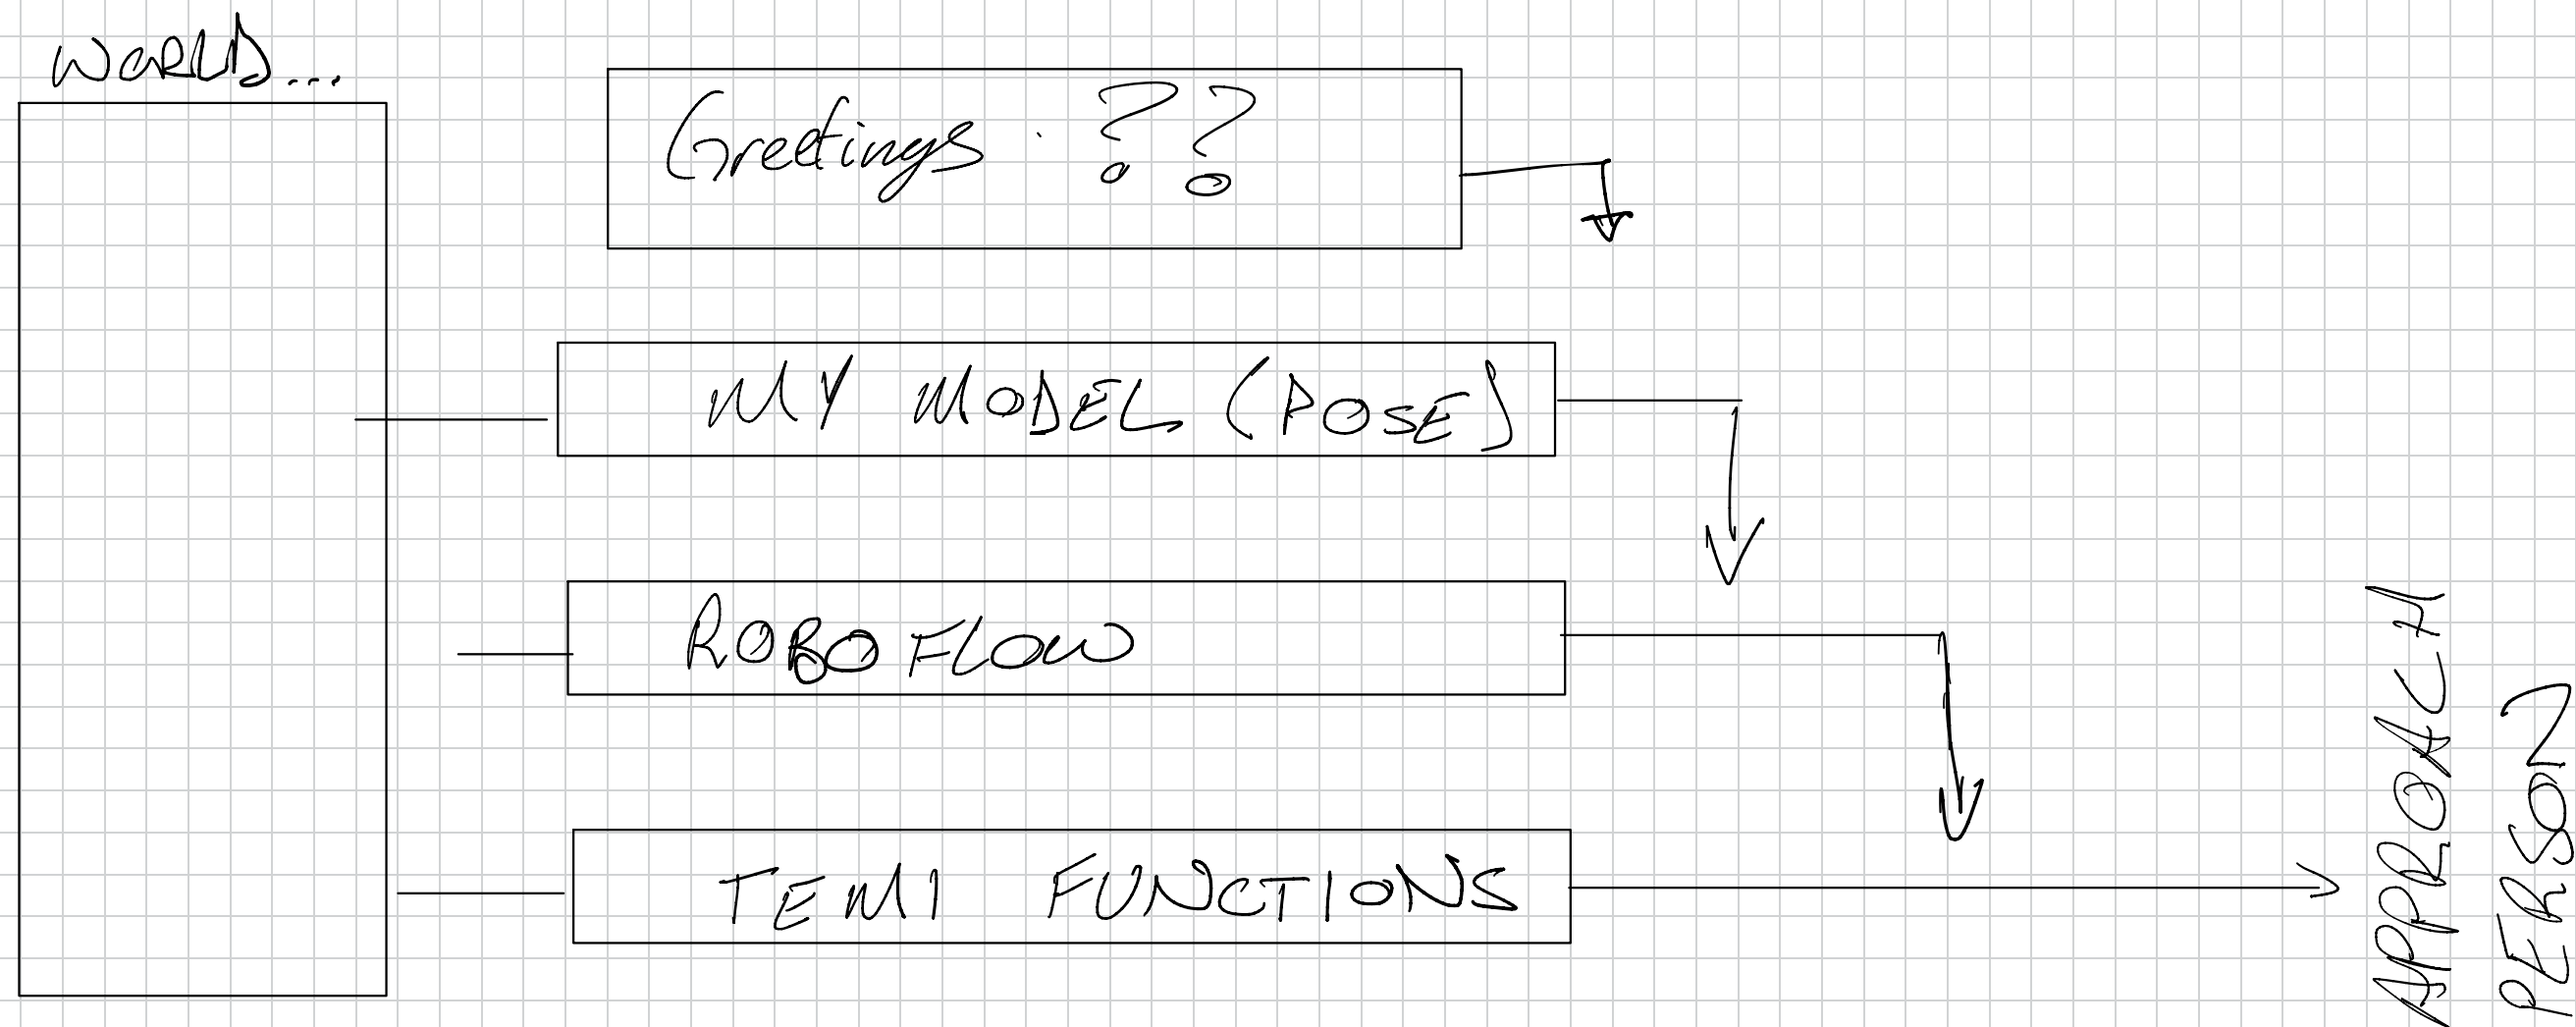 WORLD...
Greetings. ??
MY MODEL (POSE)
ROBOFLOW
TEMI FUNCTIONS
APPROACH
PERSON